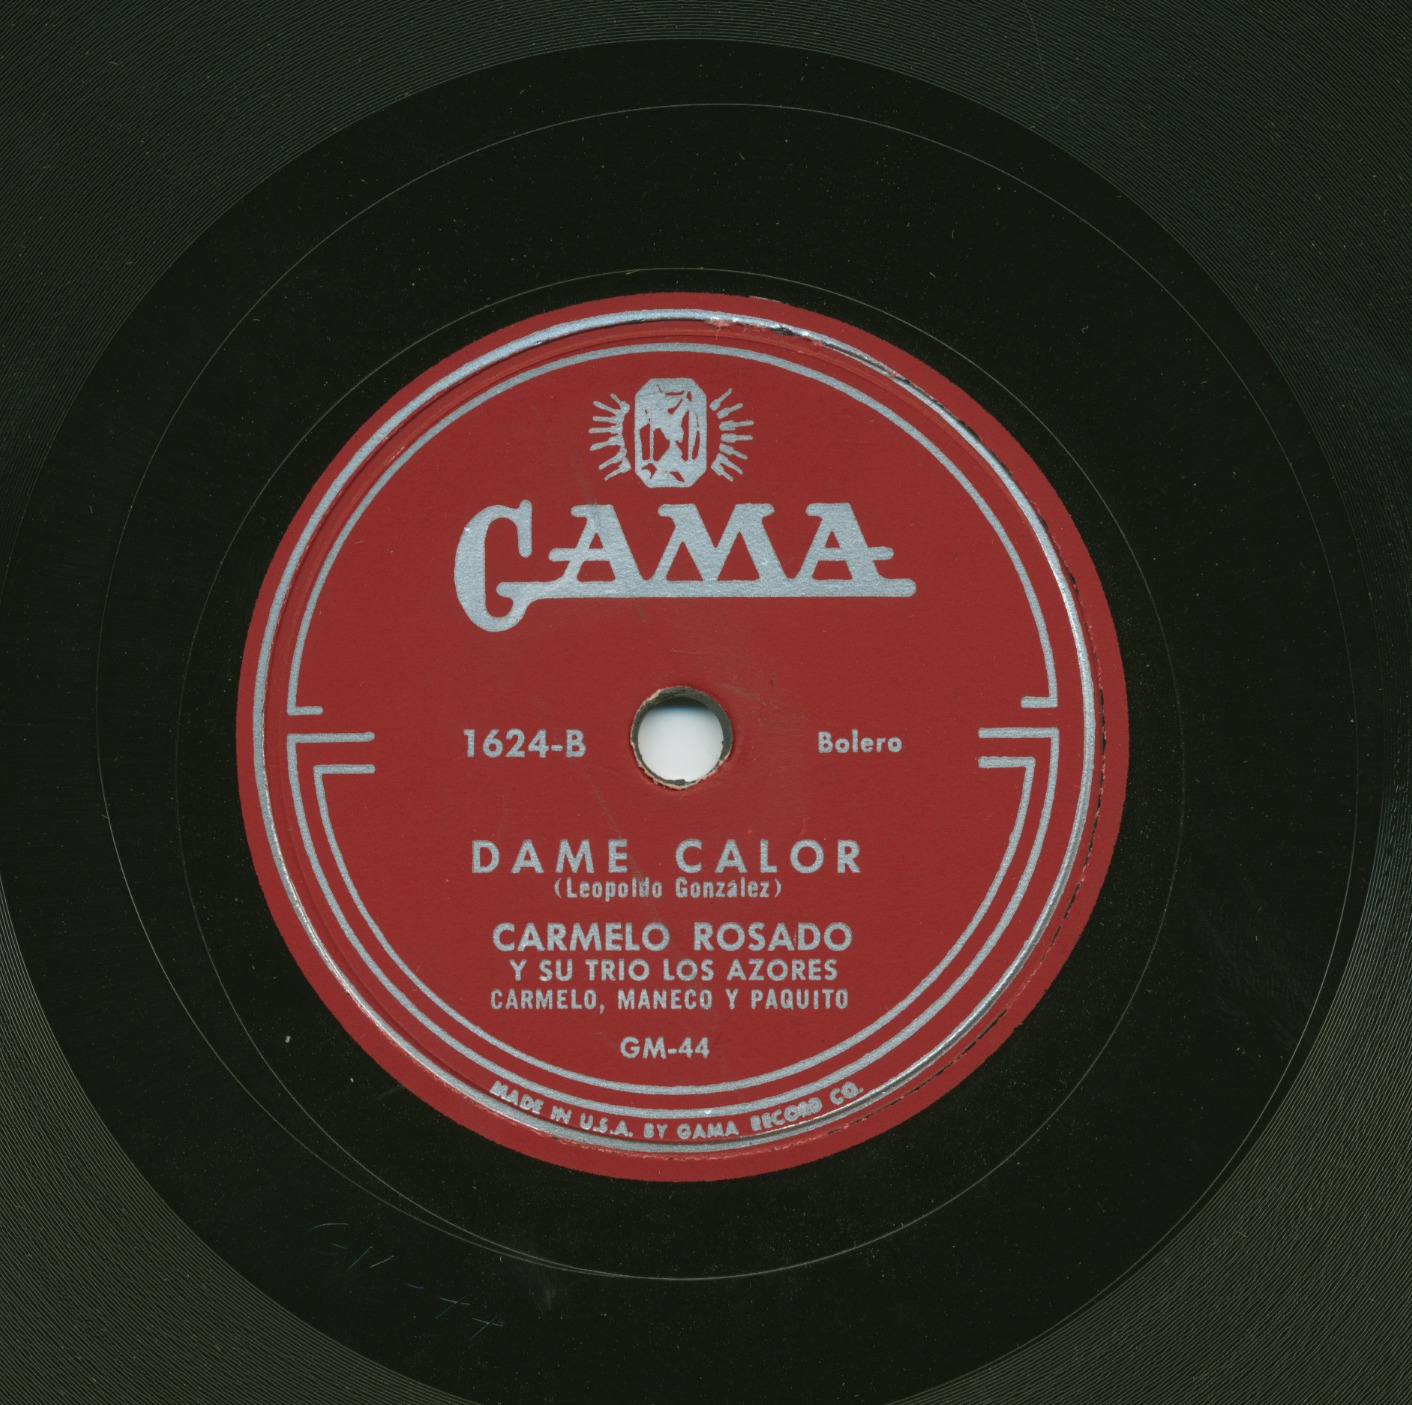 GAMA
1624-B
Bolero
DAME CALOR
(Leopoldo González)
CARMELO ROSADO
Y SU TRIO LOS AZORES
CARMELO, MANECO Y PAQUITO
GM-44
MADE IN U.S.A. BY GAMA RECORD CO.